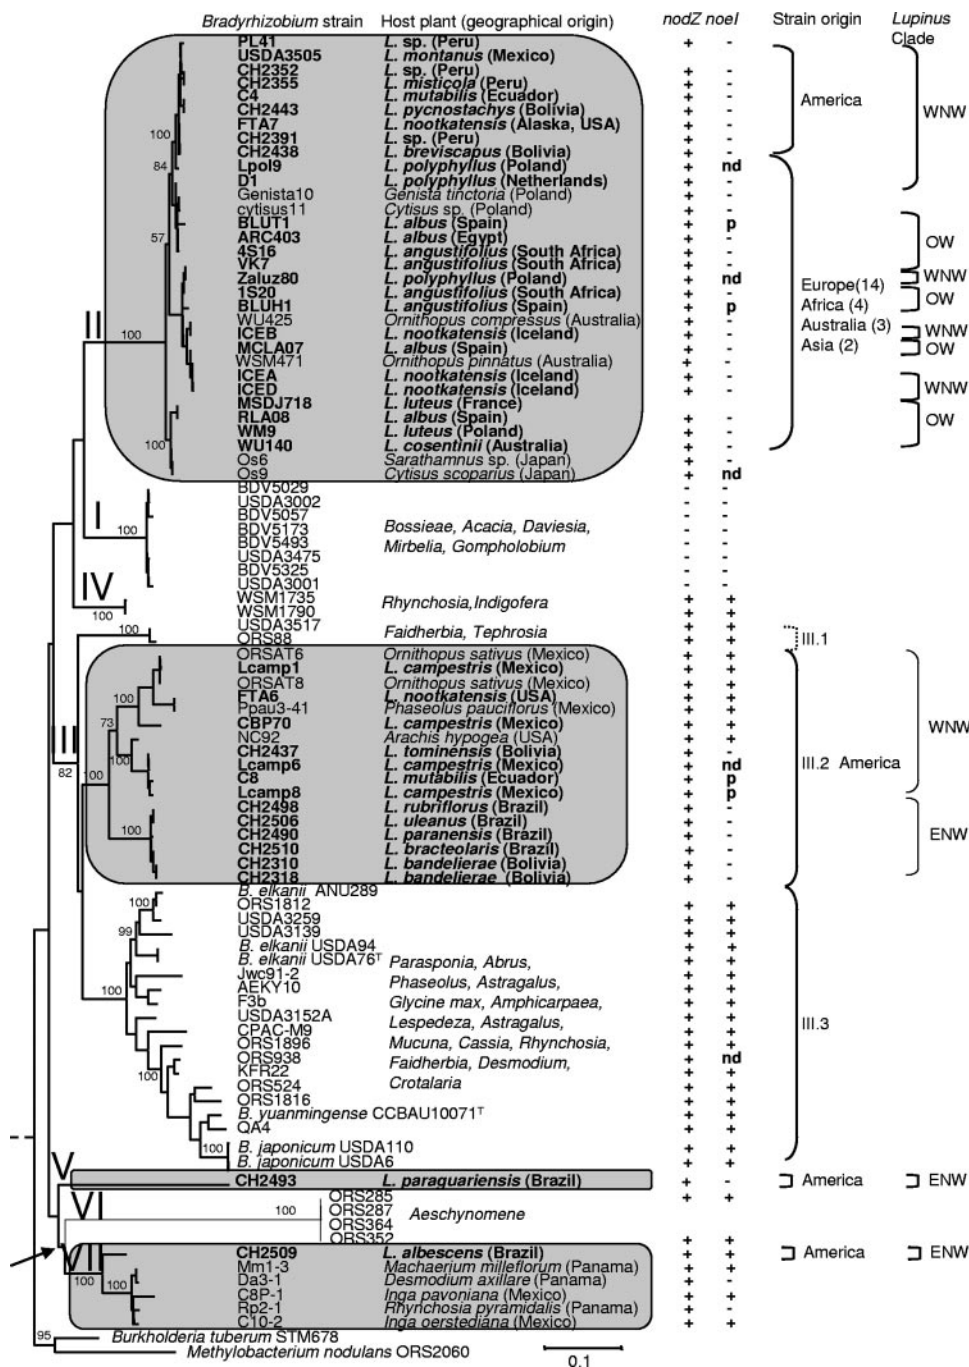 Bradyrhizobium strain Host plant (geographical origin) nodZ noeI Strain origin Lupinus Clade
PL41 L. sp. (Peru) + -
USDA3505 L. montanus (Mexico)
CH2352 L. sp. (Peru) + -
CH2355 L. misticola (Peru) + -
C4 L. mutabilis (Ecuador) + -
CH2443 L. pycnostachys (Bolivia) + -
FTA7 L. nootkatensis (Alaska, USA) + -
CH2391 L. sp. (Peru) + -
CH2438 L. breviscapus (Bolivia) + -
Lpol9 L. polyphyllus (Poland) + nd
D1 L. polyphyllus (Netherlands) + -
Genista10 Genista tinctoria (Poland) + -
cytisus11 Cytisus sp. (Poland) + -
BLUT1 L. albus (Spain) + p
ARC403 L. albus (Egypt) + -
4S16 L. angustifolius (South Africa) + -
VK7 L. angustifolius (South Africa) + -
Zaluz80 L. polyphyllus (Poland) + nd
1S20 L. angustifolius (South Africa) + -
BLUH1 L. angustifolius (Spain) + p
WU425 Ornithopus compressus (Australia) + -
ICEB L. nootkatensis (Iceland) + -
MCLA07 L. albus (Spain) + -
WSM471 Ornithopus pinnatus (Australia) + -
ICEA L. nootkatensis (Iceland) + -
ICED L. nootkatensis (Iceland) + -
MSDJ718 L. luteus (France)
RLA08 L. albus (Spain) + -
WM9 L. luteus (Poland) + -
WU140 L. cosentinii (Australia) + -
Os6 Sarathamnus sp. (Japan) + -
Os9 Cytisus scoparius (Japan) + nd
America
Europe(14)
Africa (4)
Australia (3)
Asia (2)
WNW
OW
WNW
OW
WNW
OW
WNW
OW
100
84
57
II
100
100
BDV5029 - -
USDA3002 - -
BDV5057 - -
BDV5173 - -
BDV5493 - -
USDA3475 - -
BDV5325 - -
USDA3001 - -
Bossieae, Acacia, Daviesia,
Mirbelia, Gompholobium
I
100
IV
100
WSM1735 + +
WSM1790 + +
Rhynchosia,Indigofera
USDA3517 + +
ORS88 + +
Faidherbia, Tephrosia
100
III.1
ORSAT6 Ornithopus sativus (Mexico) + +
Lcamp1 L. campestris (Mexico) + +
ORSAT8 Ornithopus sativus (Mexico) + +
FTA6 L. nootkatensis (USA) + +
Ppau3-41 Phaseolus pauciflorus (Mexico) + +
CBP70 L. campestris (Mexico) + +
NC92 Arachis hypogea (USA) + +
CH2437 L. tominensis (Bolivia) + -
Lcamp6 L. campestris (Mexico) + nd
C8 L. mutabilis (Ecuador) + p
Lcamp8 L. campestris (Mexico) + p
CH2498 L. rubriflorus (Brazil) + -
CH2506 L. uleanus (Brazil) + -
CH2490 L. paranensis (Brazil) + -
CH2510 L. bracteolaris (Brazil) + -
CH2310 L. bandelierae (Bolivia) + -
CH2318 L. bandelierae (Bolivia) + -
III.2 America
WNW
ENW
III
82
100
73
100
100
100
B. elkanii ANU289
ORS1812 + +
USDA3259 + +
USDA3139 + +
B. elkanii USDA94 + +
B. elkanii USDA76T + +
Jwc91-2 + +
AEKY10 + +
F3b + +
USDA3152A + +
CPAC-M9 + +
ORS1896 + +
ORS938 + nd
KFR22 + +
ORS524 + +
ORS1816 + +
B. yuanmingense CCBAU10071T + +
QA4 + +
B. japonicum USDA110 + +
B. japonicum USDA6 + +
Parasponia, Abrus,
Phaseolus, Astragalus,
Glycine max, Amphicarpaea,
Lespedeza, Astragalus,
Mucuna, Cassia, Rhynchosia,
Faidherbia, Desmodium,
Crotalaria
III.3
100
99
100
100
100
V
CH2493 L. paraguariensis (Brazil) + - America ENW
VI
100
ORS285 + +
ORS287
ORS364
ORS352 + +
Aeschynomene
VII
100
100
CH2509 L. albescens (Brazil) + + America ENW
Mm1-3 Machaerium milleflorum (Panama) + +
Da3-1 Desmodium axillare (Panama) + -
C8P-1 Inga pavoniana (Mexico) + +
Rp2-1 Rhynchosia pyramidalis (Panama) + -
C10-2 Inga oerstediana (Mexico) + +
95
Burkholderia tuberum STM678
Methylobacterium nodulans ORS2060
0.1